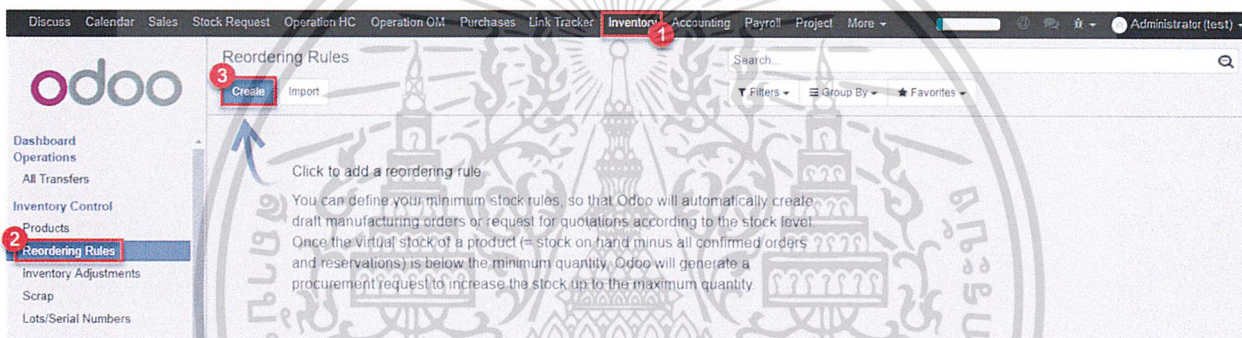 Discuss Calendar Sales Stock Request Operation HC Operation OM Purchases Link Tracker Inventory Accounting Payroll Project More @ Administrator (test)
1
odoo
Reordering Rules
Search...
3
Create Import
Filters Group By Favorites
Dashboard
Operations
All Transfers
Inventory Control
Products
2
Reordering Rules
Inventory Adjustments
Scrap
Lots/Serial Numbers
Click to add a reordering rule
You can define your minimum stock rules, so that Odoo will automatically create
draft manufacturing orders or request for quotations according to the stock level.
Once the virtual stock of a product (= stock on hand minus all confirmed orders
and reservations) is below the minimum quantity, Odoo will generate a
procurement request to increase the stock up to the maximum quantity.